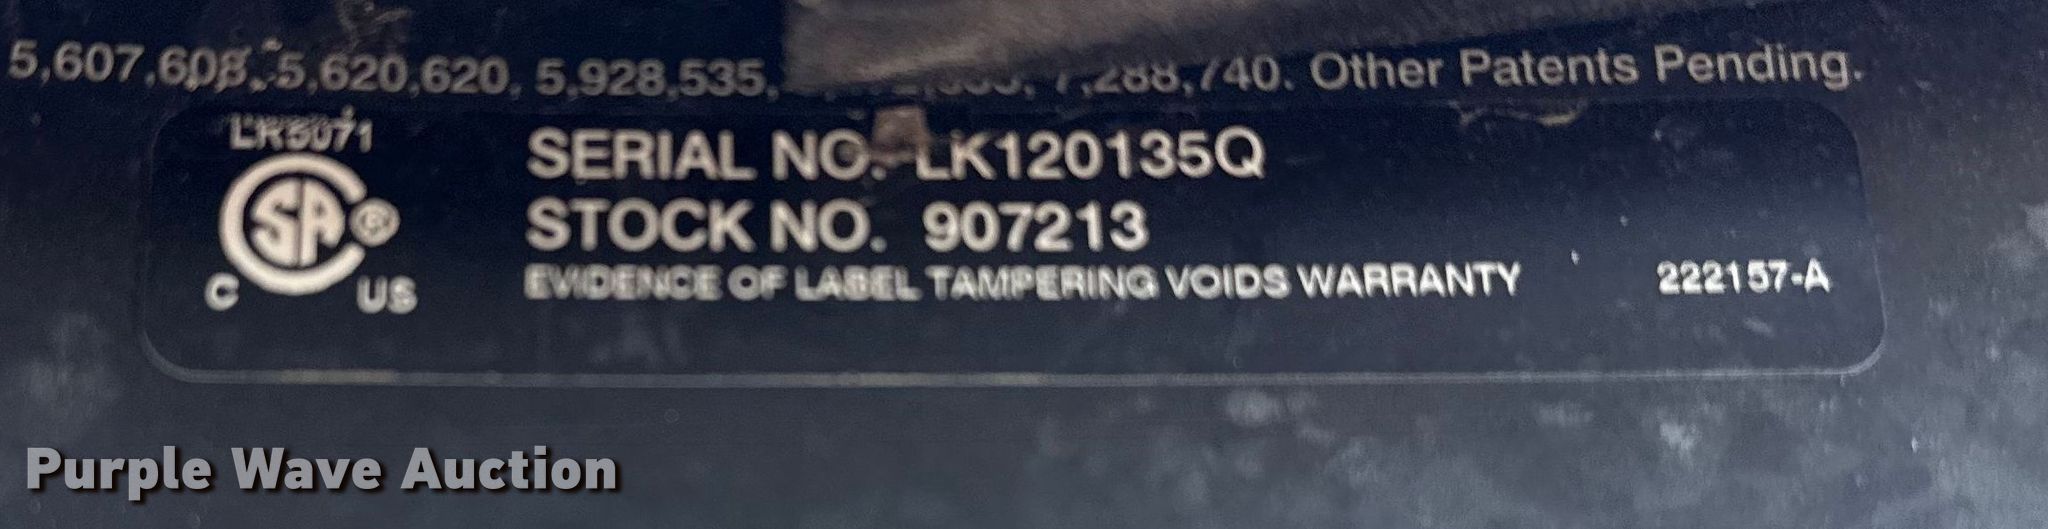 5,607,608, 5,620,620, 5,928,535, 7,288,740. Other Patents Pending.
LR5071
SERIAL NO. LK120135Q
STOCK NO. 907213
EVIDENCE OF LABEL TAMPERING VOIDS WARRANTY 222157-A
SA ®
C US
Purple Wave Auction